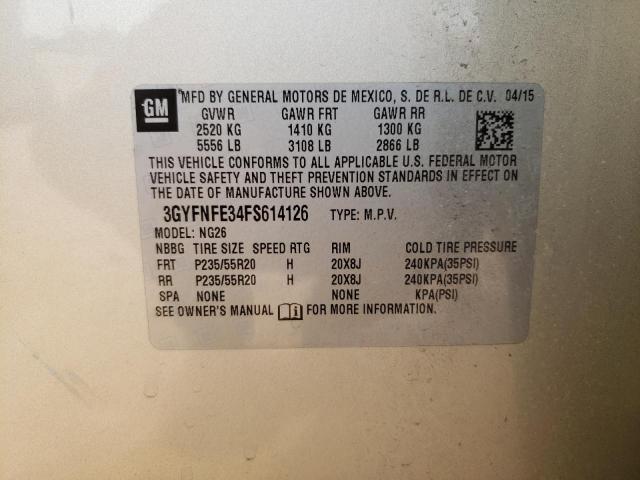 GM
MFD BY GENERAL MOTORS DE MEXICO, S. DE R.L. DE C.V. 04/15
GVWR GAWR FRT GAWR RR
2520 KG 1410 KG 1300 KG
5556 LB 3108 LB 2866 LB
THIS VEHICLE CONFORMS TO ALL APPLICABLE U.S. FEDERAL MOTOR
VEHICLE SAFETY AND THEFT PREVENTION STANDARDS IN EFFECT ON THE
DATE OF MANUFACTURE SHOWN ABOVE.
3GYFNFE34FS614126 TYPE: M.P.V.
MODEL: NG26
NBBG TIRE SIZE SPEED RTG RIM COLD TIRE PRESSURE
FRT P235/55R20 H 20X8J 240KPA(35PSI)
RR P235/55R20 H 20X8J 240KPA(35PSI)
SPA NONE NONE KPA(PSI)
SEE OWNER'S MANUAL FOR MORE INFORMATION.